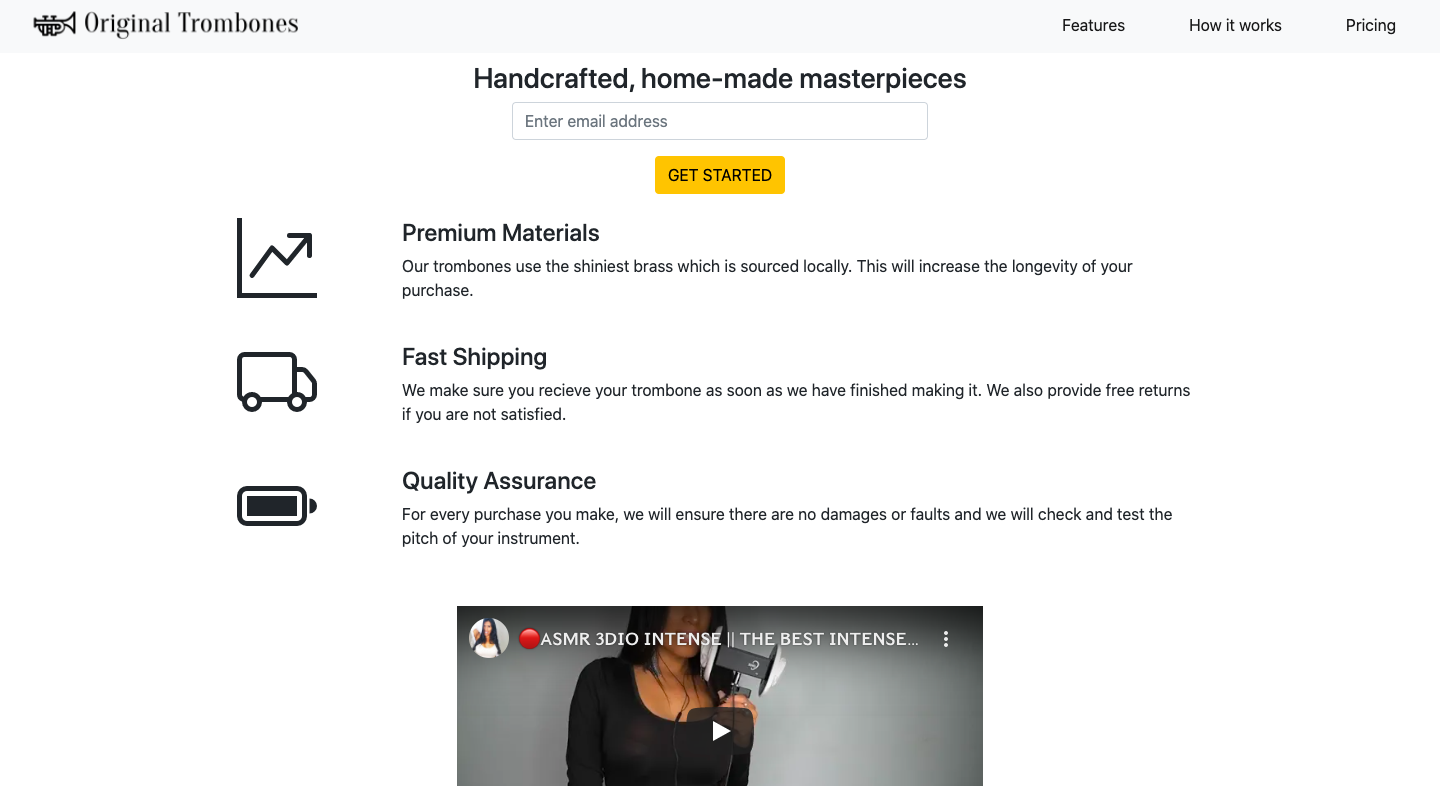 Original Trombones
Features
How it works
Pricing
Handcrafted, home-made masterpieces
Enter email address
GET STARTED
Premium Materials
Our trombones use the shiniest brass which is sourced locally. This will increase the longevity of your
purchase.
Fast Shipping
We make sure you recieve your trombone as soon as we have finished making it. We also provide free returns
if you are not satisfied.
Quality Assurance
For every purchase you make, we will ensure there are no damages or faults and we will check and test the
pitch of your instrument.
🔴ASMR 3DIO INTENSE || THE BEST INTENSE...